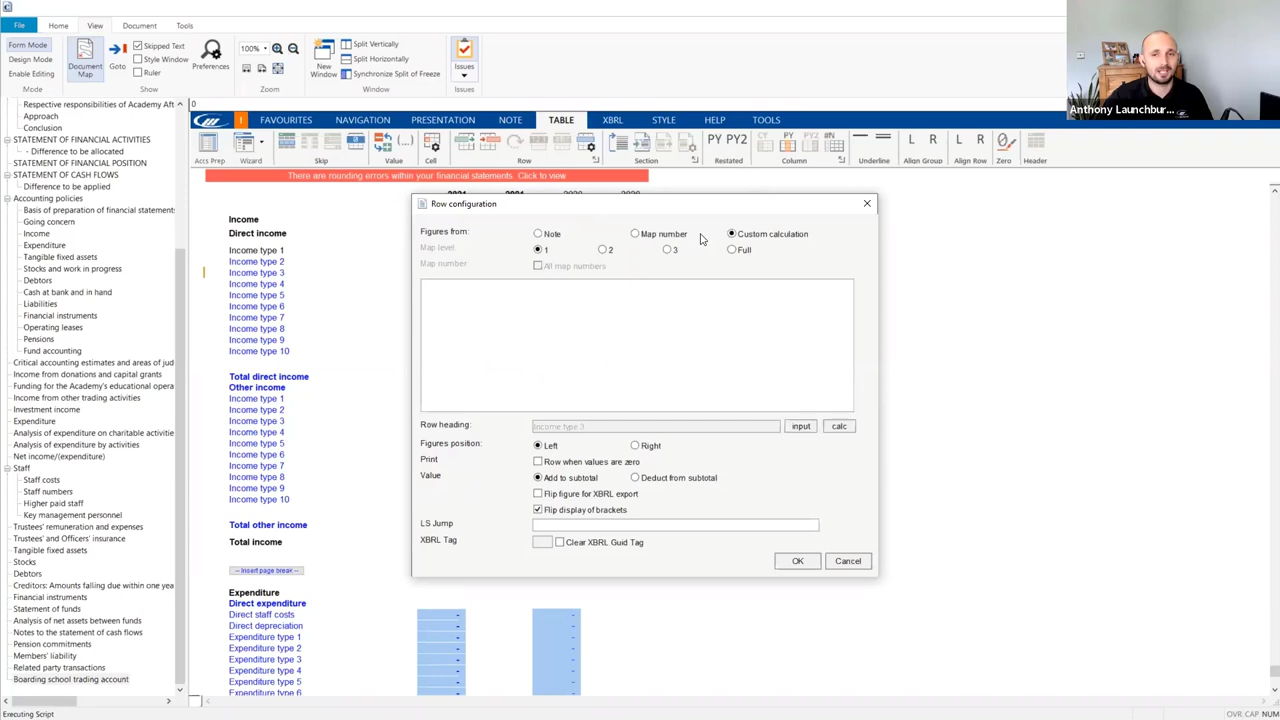 File
Home
View
Document
Tools
Form Mode
Design Mode
Enable Editing
Mode
Document
Map
Goto
Skipped Text
Style Window
Ruler
Show
Preferences
100%
Zoom
New
Window
Split Vertically
Split Horizontally
Synchronize Split of Freeze
Window
Issues
Issues
Anthony Launchbur...
0
FAVOURITES
NAVIGATION
PRESENTATION
NOTE
TABLE
XBRL
STYLE
HELP
TOOLS
Accs Prep
Wizard
Skip
Value
Cell
Row
Section
PY PY2
Restated
Column
Underline
L R
Align Group
L R
Align Row
Zero
Header
There are rounding errors within your financial statements. Click to view
Respective responsibilities of Academy Aft
Approach
Conclusion
STATEMENT OF FINANCIAL ACTIVITIES
Difference to be allocated
STATEMENT OF FINANCIAL POSITION
STATEMENT OF CASH FLOWS
Difference to be applied
Accounting policies
Basis of preparation of financial statement:
Going concern
Income
Expenditure
Tangible fixed assets
Stocks and work in progress
Debtors
Cash at bank and in hand
Liabilities
Financial instruments
Operating leases
Pensions
Fund accounting
Critical accounting estimates and areas of jud
Income from donations and capital grants
Funding for the Academy's educational opera
Income from other trading activities
Investment income
Expenditure
Analysis of expenditure on charitable activitie
Analysis of expenditure by activities
Net income/(expenditure)
Staff
Staff costs
Staff numbers
Higher paid staff
Key management personnel
Trustees' remuneration and expenses
Trustees' and Officers' insurance
Tangible fixed assets
Stocks
Debtors
Creditors: Amounts falling due within one year
Financial instruments
Statement of funds
Analysis of net assets between funds
Notes to the statement of cash flows
Pension commitments
Members' liability
Related party transactions
Boarding school trading account
Income
Direct income
Income type 1
Income type 2
Income type 3
Income type 4
Income type 5
Income type 6
Income type 7
Income type 8
Income type 9
Income type 10
Total direct income
Other income
Income type 1
Income type 2
Income type 3
Income type 4
Income type 5
Income type 6
Income type 7
Income type 8
Income type 9
Income type 10
Total other income
Total income
-- Insert page break --
Expenditure
Direct expenditure
Direct staff costs - -
Direct depreciation - -
Expenditure type 1 - -
Expenditure type 2 - -
Expenditure type 3 - -
Expenditure type 4 - -
Expenditure type 5 - -
Expenditure type 6
Row configuration
Figures from: Note Map number Custom calculation
Map level: 1 2 3 Full
Map number: All map numbers
Row heading: Income type 3 input calc
Figures position: Left Right
Print Row when values are zero
Value Add to subtotal Deduct from subtotal
Flip figure for XBRL export
Flip display of brackets
LS Jump
XBRL Tag Clear XBRL Guid Tag
OK Cancel
Executing Script
OVR CAP NUM